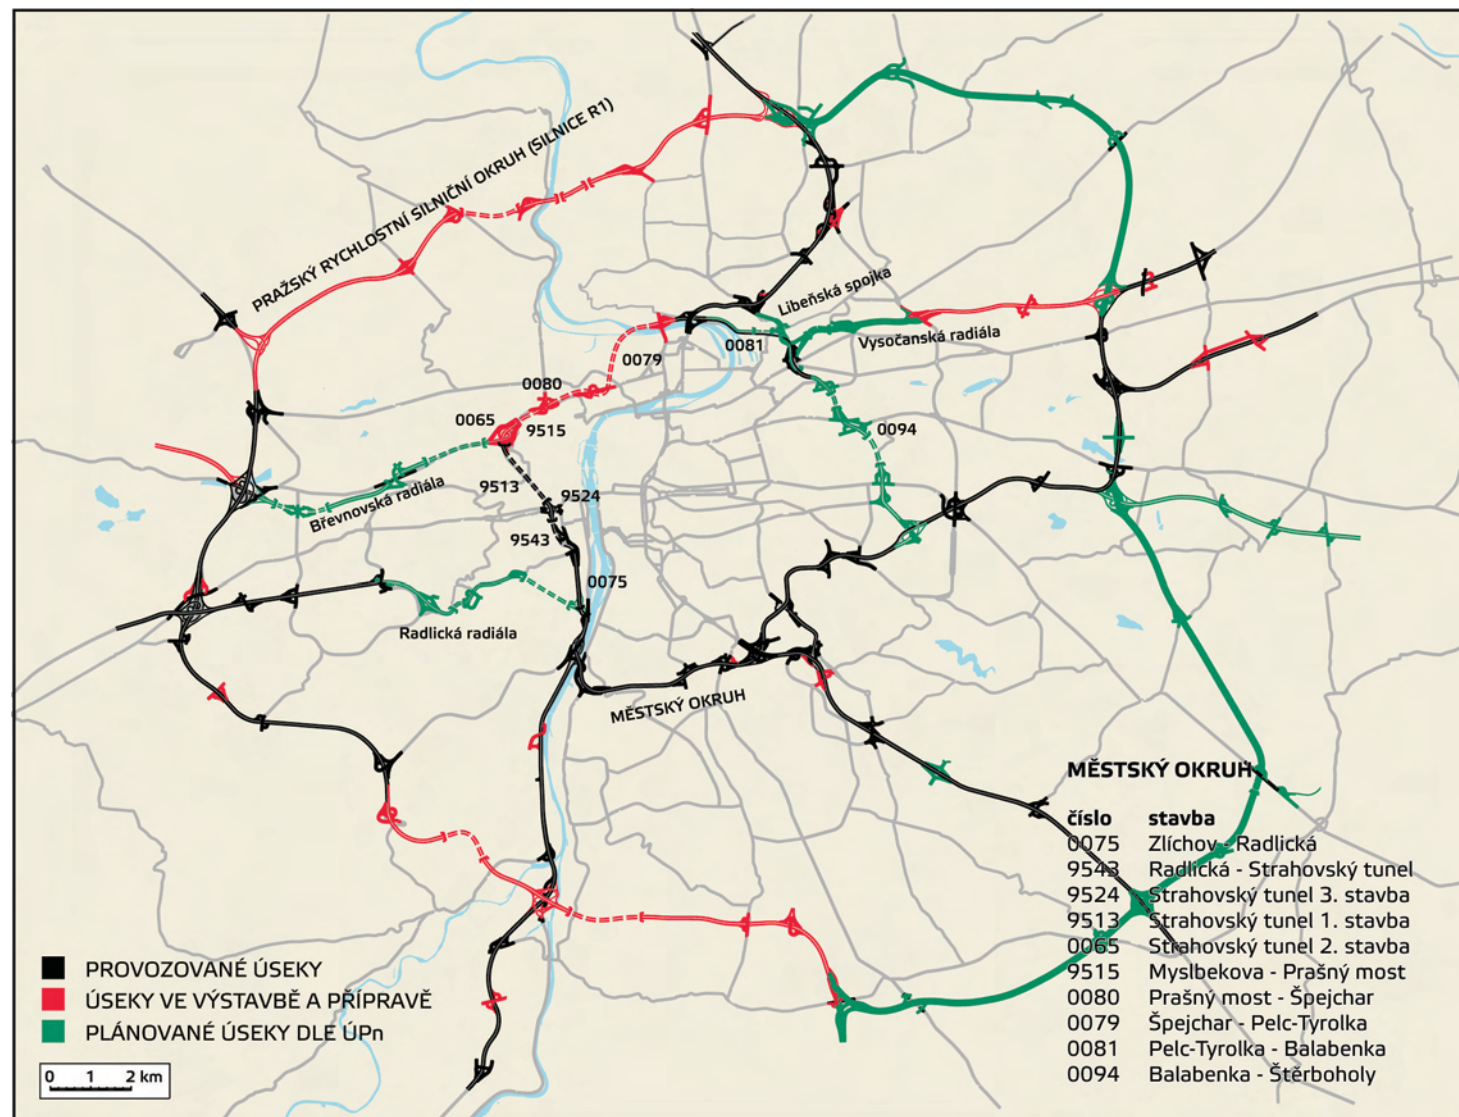 PRAŽSKÝ RYCHLOSTNÍ SILNIČNÍ OKRUH (SILNICE R1)
Libeňská spojka
Vysočanská radiála
0081
0079
0080
0065
9515
0094
9513
9524
Břevnovská radiála
9543
0075
Radlická radiála
MĚSTSKÝ OKRUH
MĚSTSKÝ OKRUH
číslo stavba
0075 Zlíchov - Radlická
9543 Radlická - Strahovský tunel
9524 Strahovský tunel 3. stavba
9513 Strahovský tunel 1. stavba
0065 Strahovský tunel 2. stavba
9515 Myslbekova - Prašný most
0080 Prašný most - Špejchar
0079 Špejchar - Pelc-Tyrolka
0081 Pelc-Tyrolka - Balabenka
0094 Balabenka - Štěrboholy
PROVOZOVANÉ ÚSEKY
ÚSEKY VE VÝSTAVBĚ A PŘÍPRAVĚ
PLÁNOVANÉ ÚSEKY DLE ÚPn
0 1 2 km